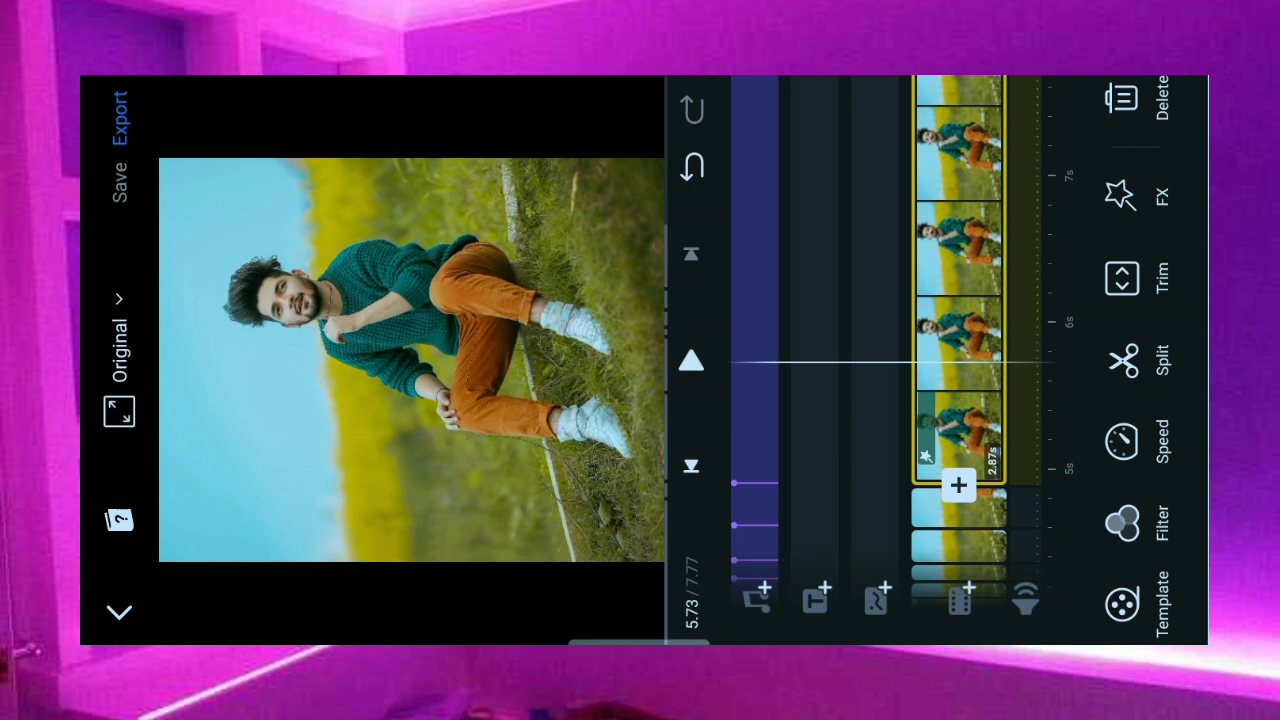 Save Export
Original
?
5.73 / 7.77
T
2.87s
5s
6s
7s
Template
Filter
Speed
Split
Trim
FX
Delete